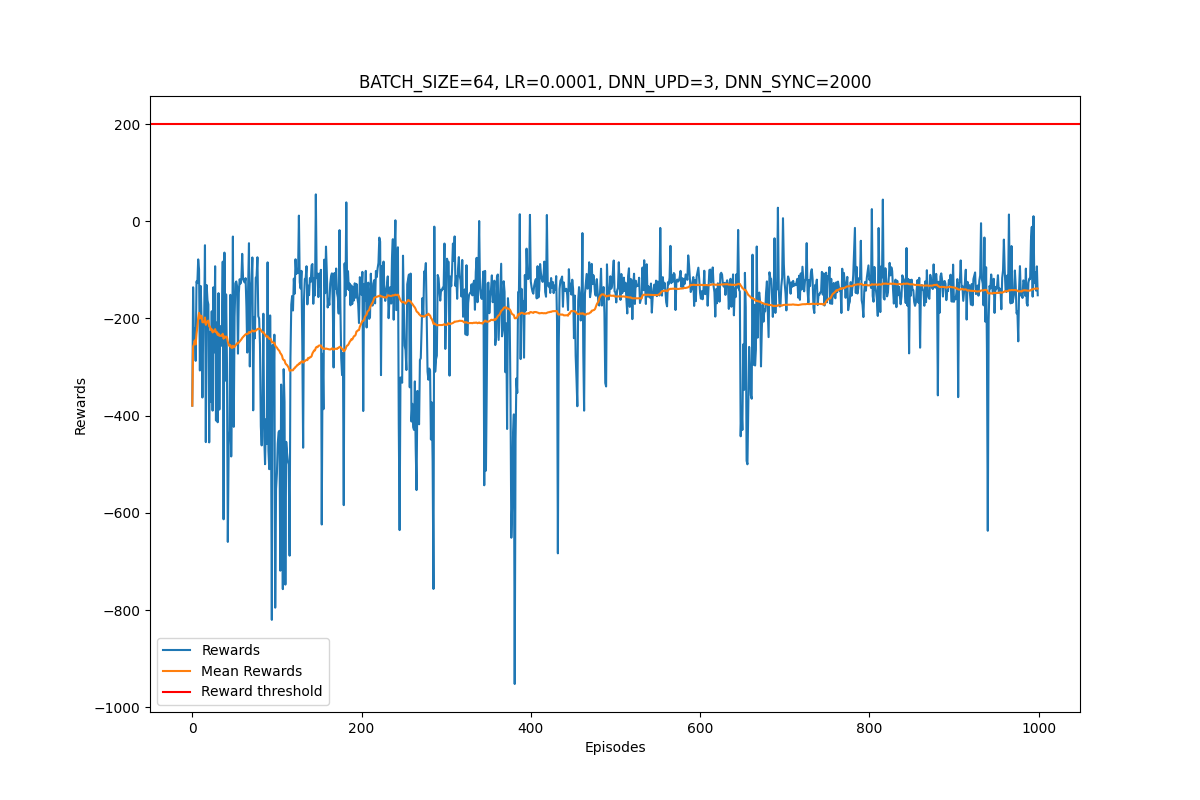 BATCH_SIZE=64, LR=0.0001, DNN_UPD=3, DNN_SYNC=2000
200
0
−200
−400
−600
−800
−1000
Rewards
Rewards
Mean Rewards
Reward threshold
0
200
400
600
800
1000
Episodes